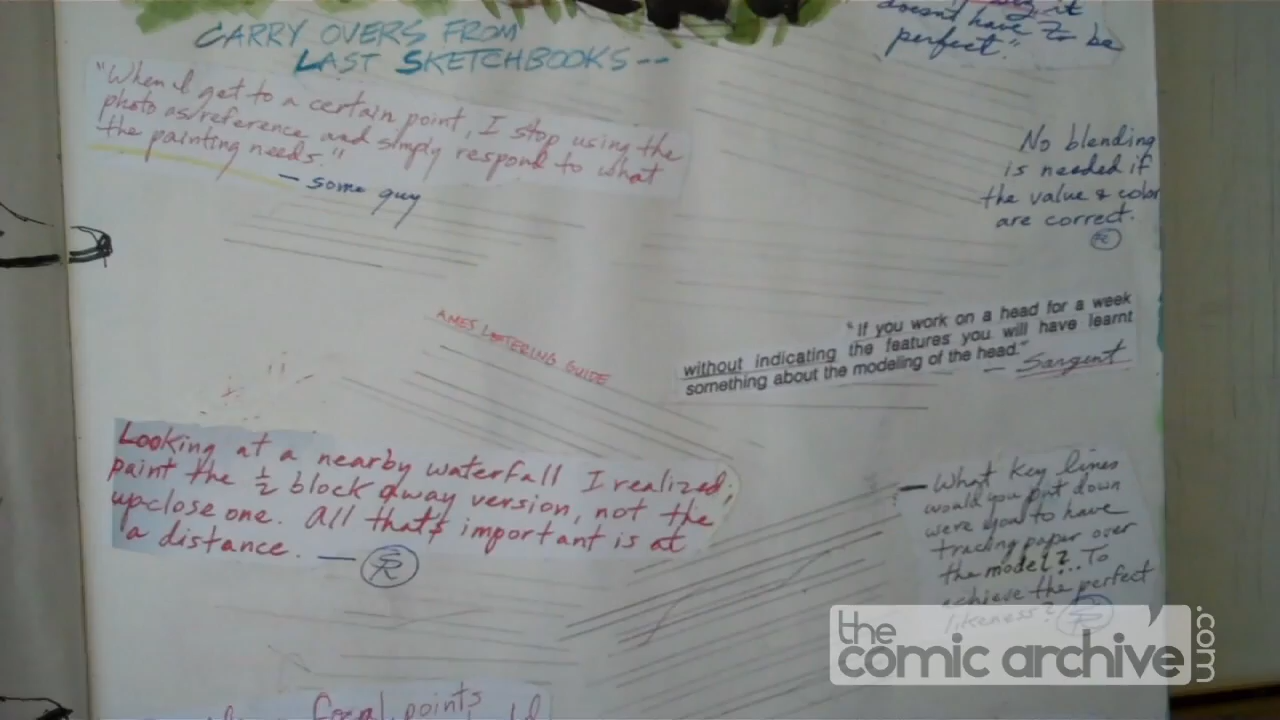 CARRY OVERS FROM
LAST SKETCHBOOKS --
"When I get to a certain point, I stop using the
photo as reference and simply respond to what
the painting needs."
- some guy
it
doesn't have to be
perfect."
No blending
is needed if
the value & color
are correct.
SR
AMES LETTERING GUIDE
"If you work on a head for a week
without indicating the features you will have learnt
something about the modeling of the head."
- Sargent
Looking at a nearby waterfall I realized,
paint the ½ block away version, not the
upclose one. All that's important is at
a distance. — SR
— What key lines
would you put down
were you to have
tracing paper over
the model?.. To
achieve the perfect
likeness? SR
focal points
the comic archive .com